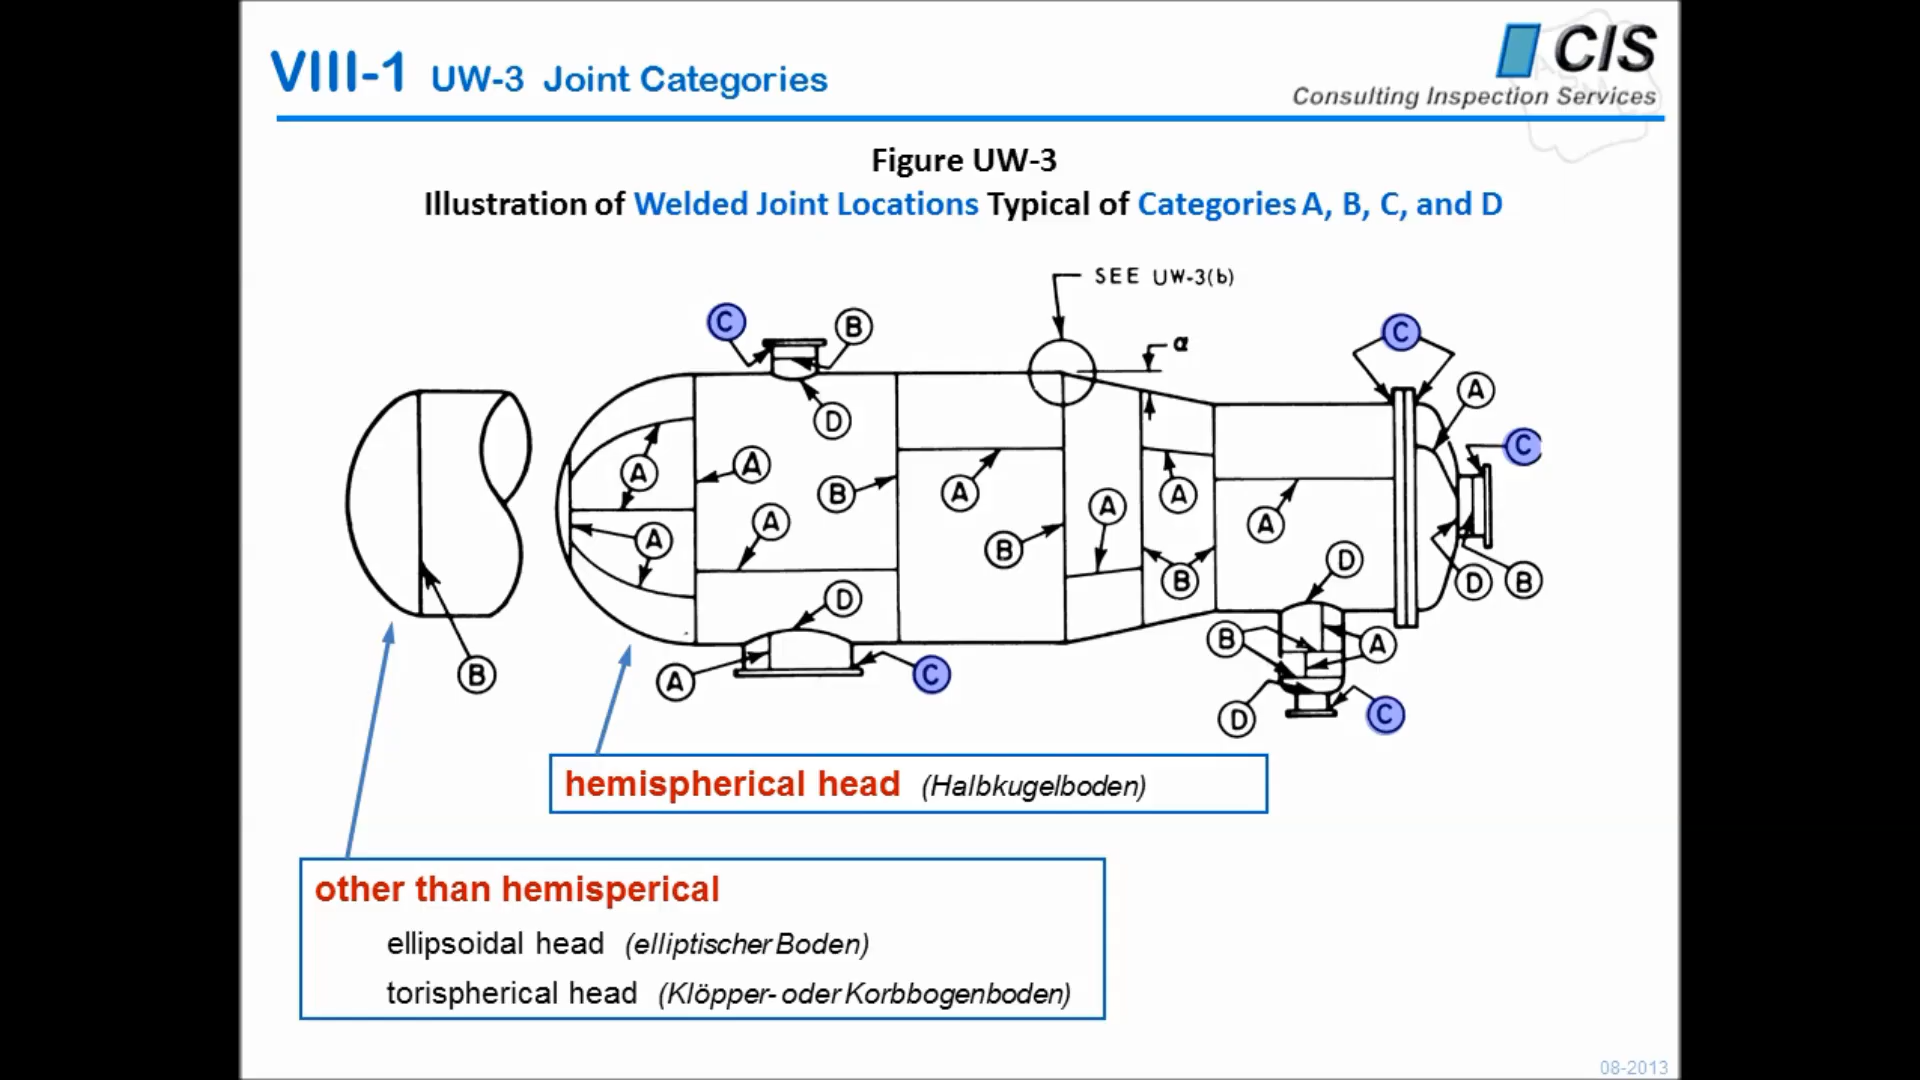 VIII-1 UW-3 Joint Categories
CIS
Consulting Inspection Services
Figure UW-3
Illustration of Welded Joint Locations Typical of Categories A, B, C, and D
SEE UW-3(b)
C
B
C
α
A
D
C
A
A
B
A
A
A
A
A
A
B
B
D
B
D
B
D
B
A
B
A
C
D
C
hemispherical head (Halbkugelboden)
other than hemisperical
ellipsoidal head (elliptischer Boden)
torispherical head (Klöpper- oder Korbbogenboden)
08-2013